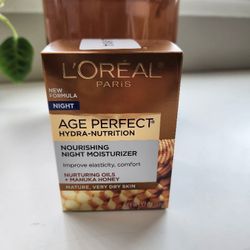 L'ORÉAL
PARIS
NEW
FORMULA
NIGHT
AGE PERFECT®
HYDRA-NUTRITION
NOURISHING
NIGHT MOISTURIZER
Improve elasticity, comfort
NURTURING OILS
+ MANUKA HONEY
MATURE, VERY DRY SKIN